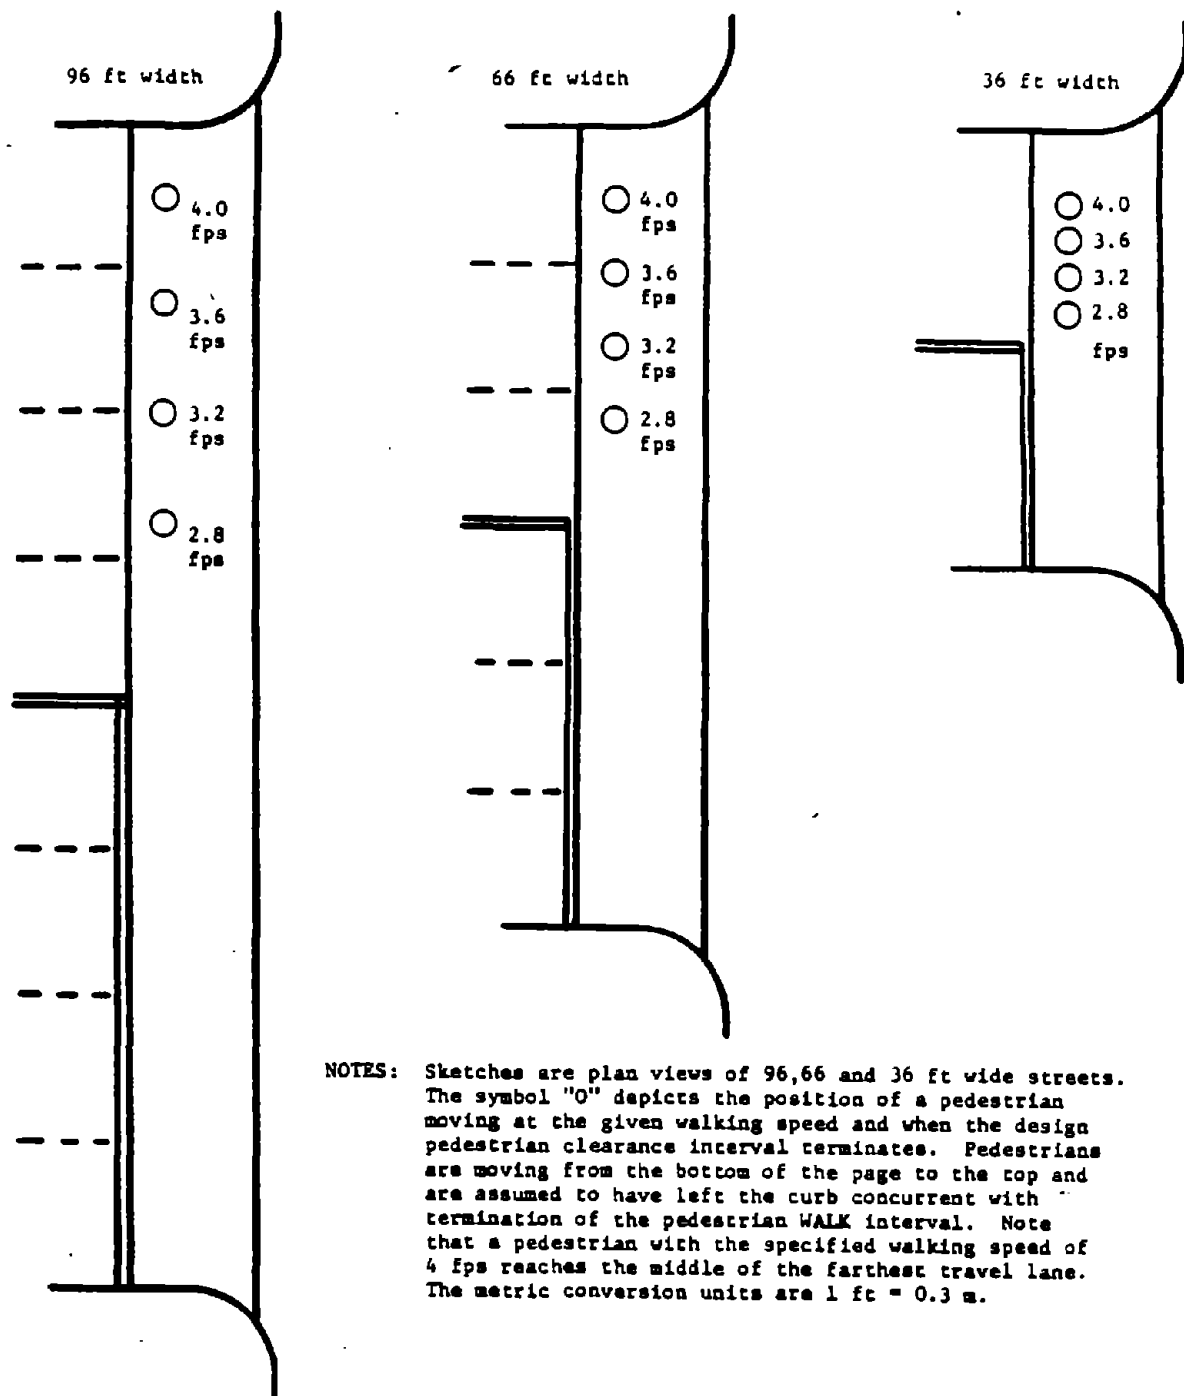 96 ft width
4.0
fps
3.6
fps
3.2
fps
2.8
fps
66 ft width
4.0
fps
3.6
fps
3.2
fps
2.8
fps
36 ft width
4.0
3.6
3.2
2.8
fps
NOTES: Sketches are plan views of 96,66 and 36 ft wide streets.
The symbol "O" depicts the position of a pedestrian
moving at the given walking speed and when the design
pedestrian clearance interval terminates. Pedestrians
are moving from the bottom of the page to the top and
are assumed to have left the curb concurrent with
termination of the pedestrian WALK interval. Note
that a pedestrian with the specified walking speed of
4 fps reaches the middle of the farthest travel lane.
The metric conversion units are 1 ft = 0.3 m.